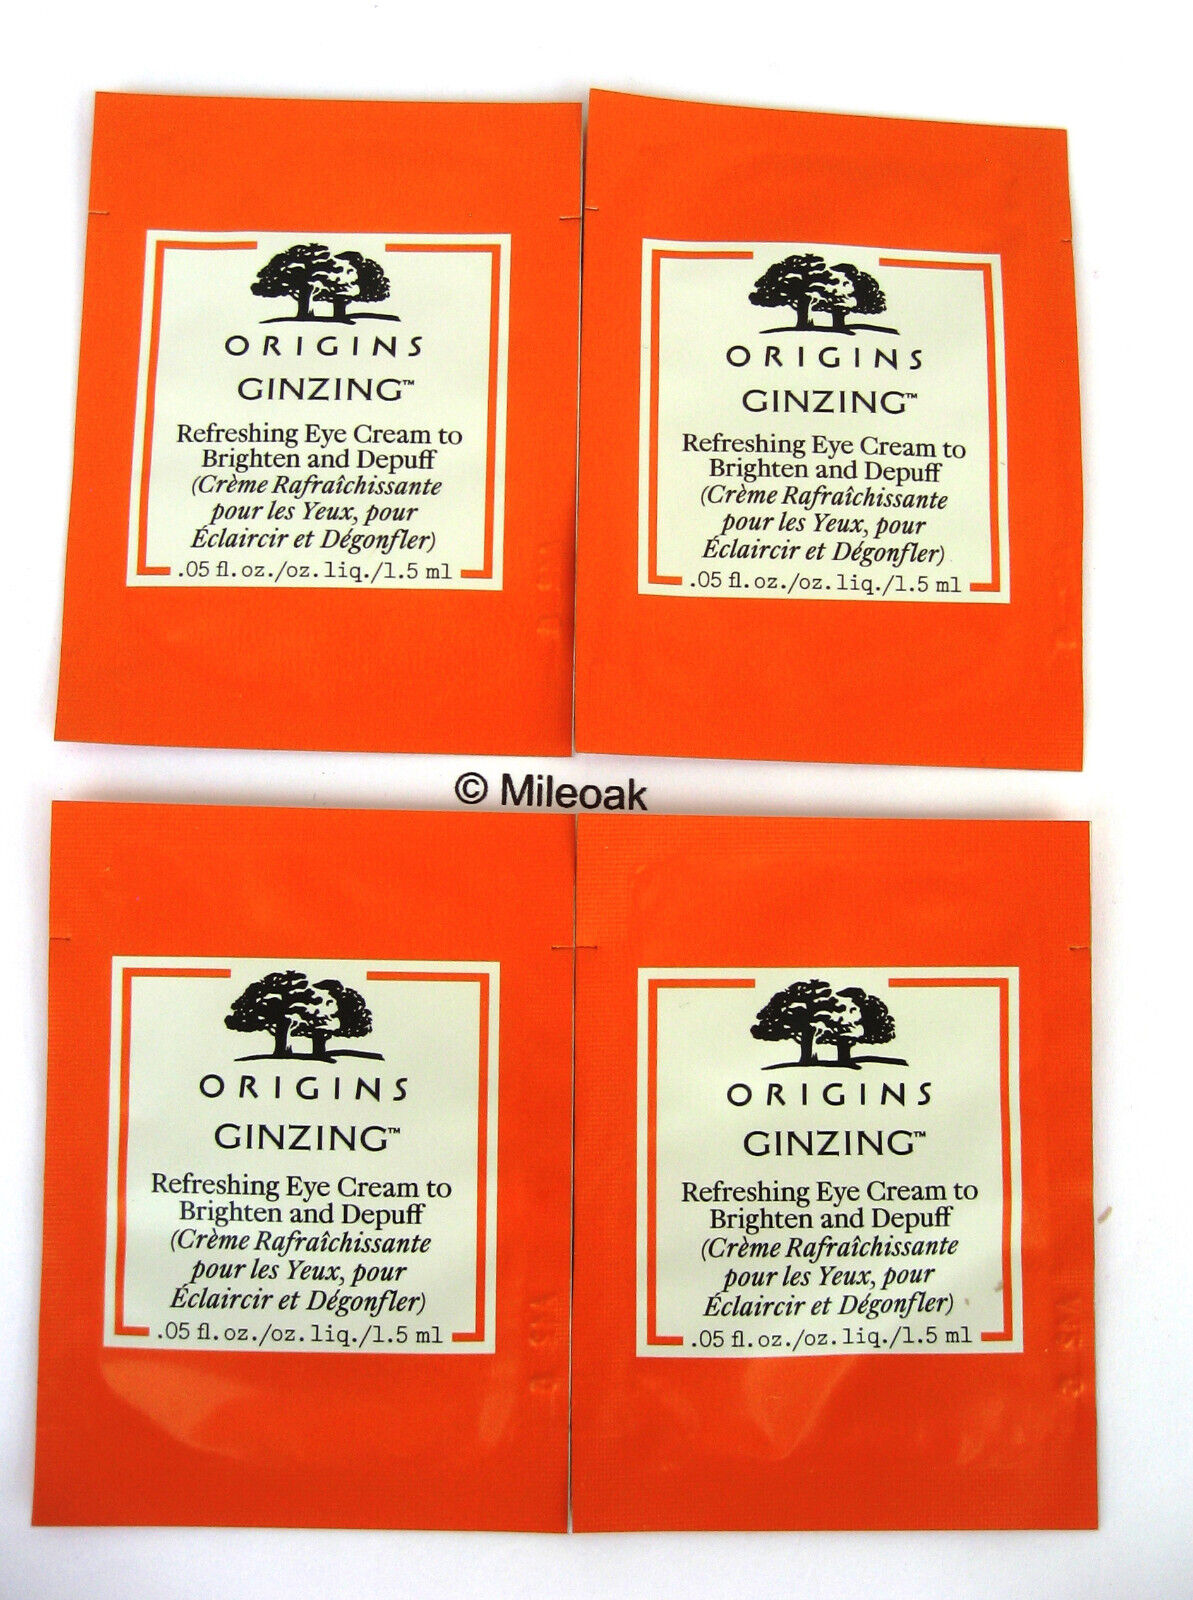 ORIGINS
GINZING™
Refreshing Eye Cream to
Brighten and Depuff
(Crème Rafraîchissante
pour les Yeux, pour
Éclaircir et Dégonfler)
.05 fl.oz./oz.liq./1.5 ml
ORIGINS
GINZING™
Refreshing Eye Cream to
Brighten and Depuff
(Crème Rafraîchissante
pour les Yeux, pour
Éclaircir et Dégonfler)
.05 fl.oz./oz.liq./1.5 ml
© Mileoak
ORIGINS
GINZING™
Refreshing Eye Cream to
Brighten and Depuff
(Crème Rafraîchissante
pour les Yeux, pour
Éclaircir et Dégonfler)
.05 fl.oz./oz.liq./1.5 ml
ORIGINS
GINZING™
Refreshing Eye Cream to
Brighten and Depuff
(Crème Rafraîchissante
pour les Yeux, pour
Éclaircir et Dégonfler)
.05 fl.oz./oz.liq./1.5 ml